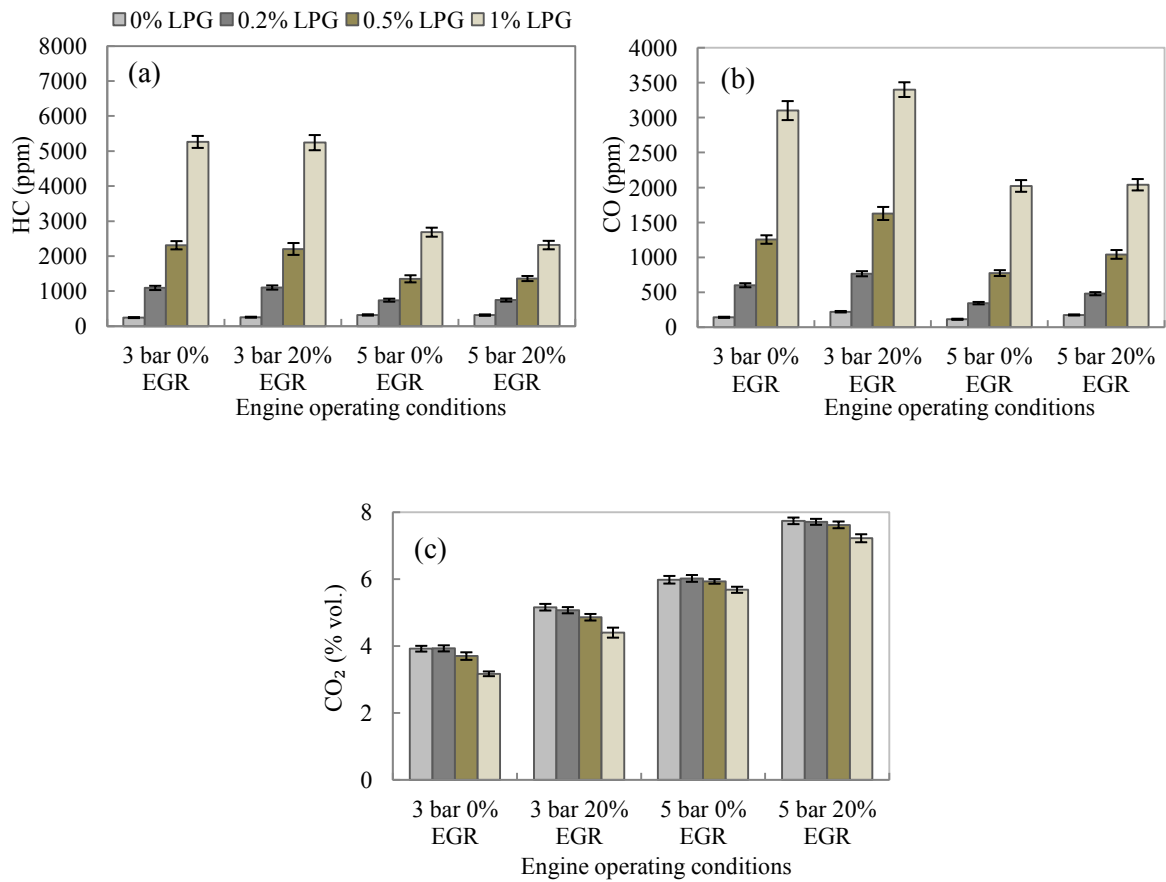 0% LPG 0.2% LPG 0.5% LPG 1% LPG
(a)
HC (ppm)
8000
7000
6000
5000
4000
3000
2000
1000
0
3 bar 0% EGR
3 bar 20% EGR
5 bar 0% EGR
5 bar 20% EGR
Engine operating conditions
(b)
CO (ppm)
4000
3500
3000
2500
2000
1500
1000
500
0
3 bar 0% EGR
3 bar 20% EGR
5 bar 0% EGR
5 bar 20% EGR
Engine operating conditions
(c)
CO₂ (% vol.)
8
6
4
2
0
3 bar 0% EGR
3 bar 20% EGR
5 bar 0% EGR
5 bar 20% EGR
Engine operating conditions